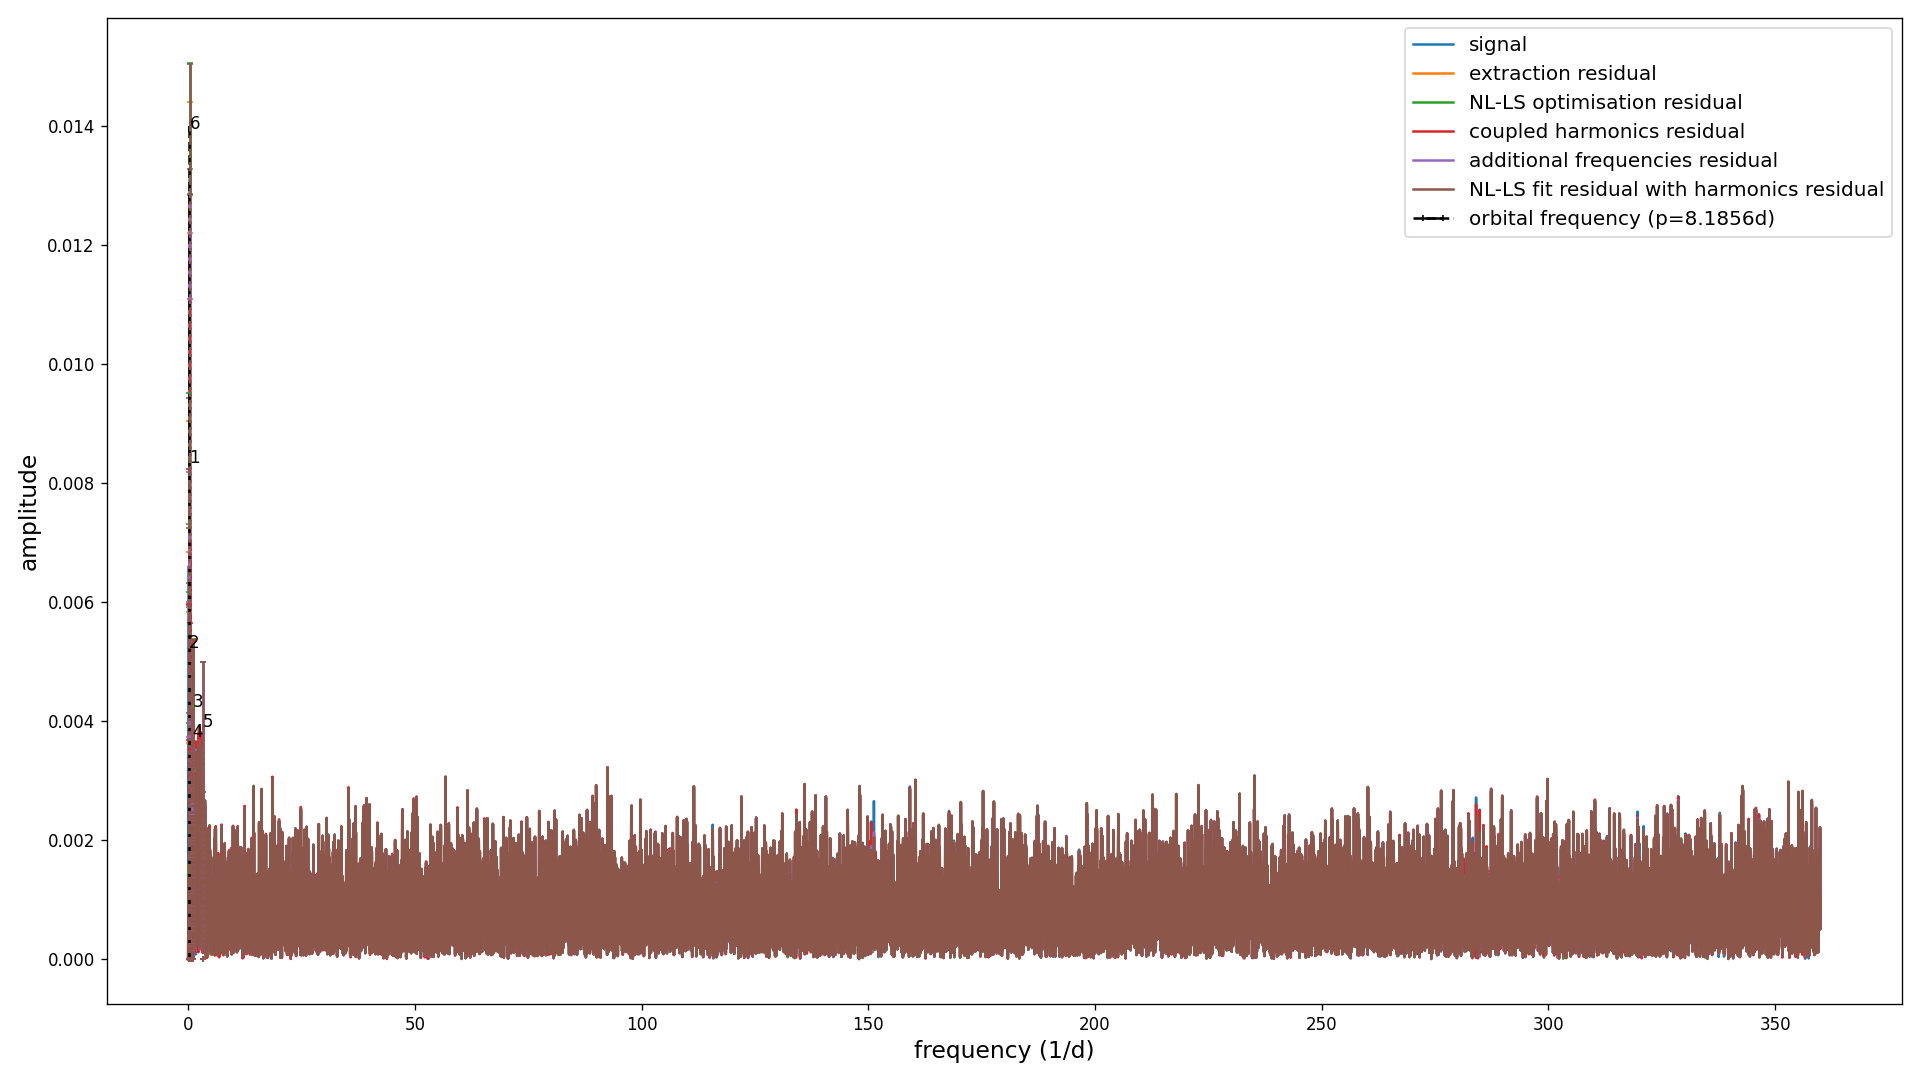 signal
extraction residual
NL-LS optimisation residual
coupled harmonics residual
additional frequencies residual
NL-LS fit residual with harmonics residual
orbital frequency (p=8.1856d)
amplitude
0.014
0.012
0.010
0.008
0.006
0.004
0.002
0.000
6
1
2
3
5
4
0 50 100 150 200 250 300 350
frequency (1/d)